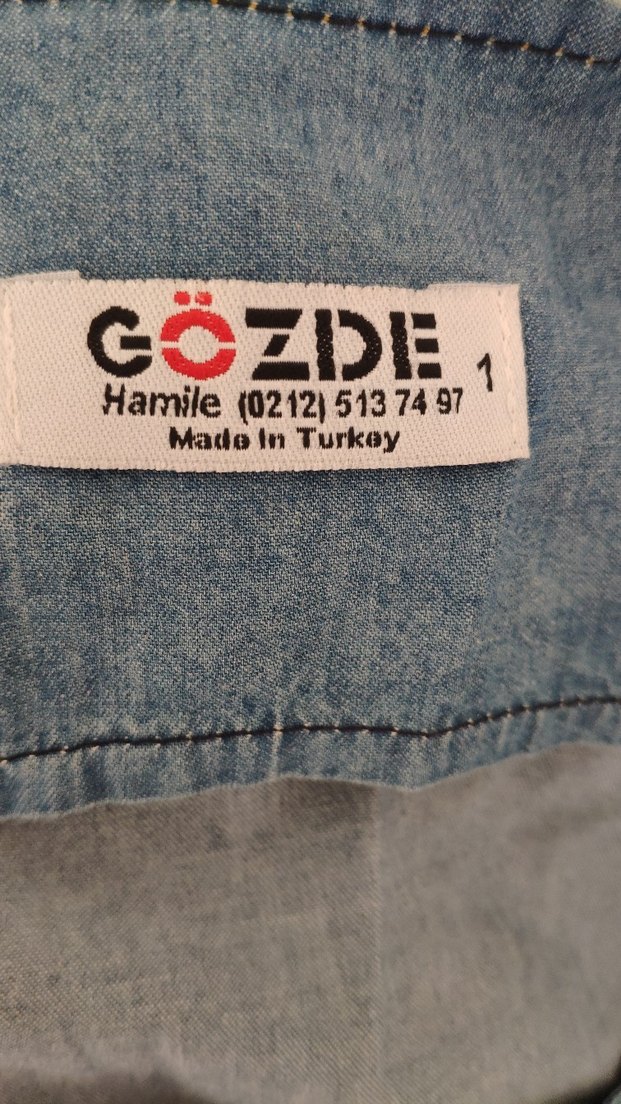 GÖZDE
Hamile (0212) 513 74 97 1
Made In Turkey